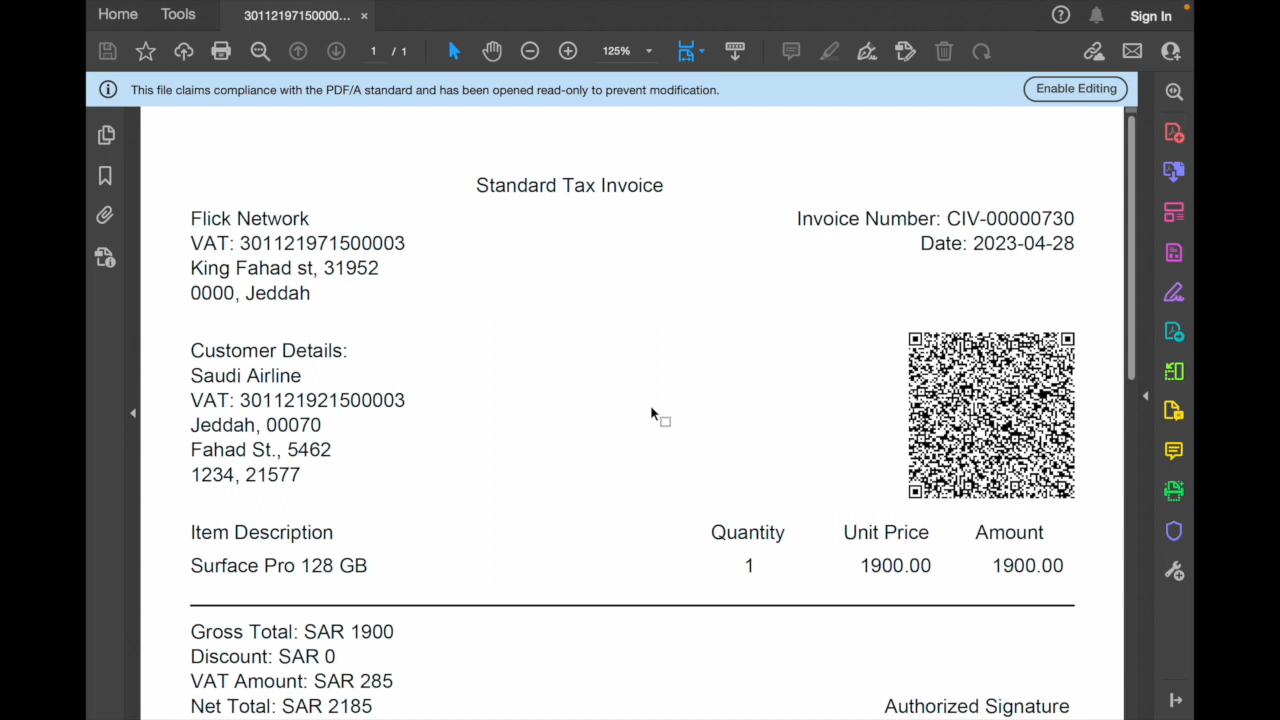 Home Tools 30112197150000... ×
Sign In
1 / 1 125%
This file claims compliance with the PDF/A standard and has been opened read-only to prevent modification. Enable Editing
Standard Tax Invoice
Flick Network
VAT: 301121971500003
King Fahad st, 31952
0000, Jeddah
Invoice Number: CIV-00000730
Date: 2023-04-28
Customer Details:
Saudi Airline
VAT: 301121921500003
Jeddah, 00070
Fahad St., 5462
1234, 21577
Item Description Quantity Unit Price Amount
Surface Pro 128 GB 1 1900.00 1900.00
Gross Total: SAR 1900
Discount: SAR 0
VAT Amount: SAR 285
Net Total: SAR 2185
Authorized Signature